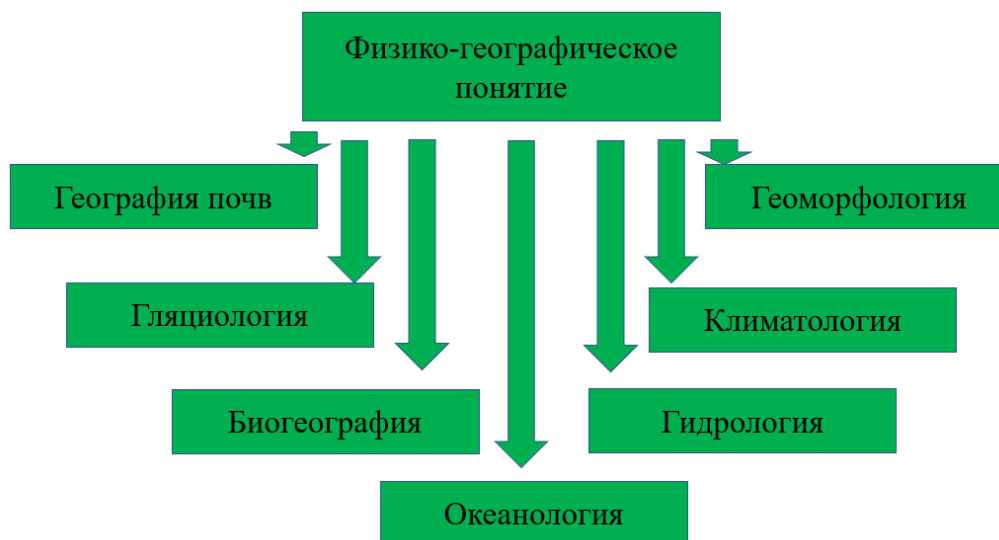 Физико-географическое
понятие
География почв
Геоморфология
Гляциология
Климатология
Биогеография
Гидрология
Океанология